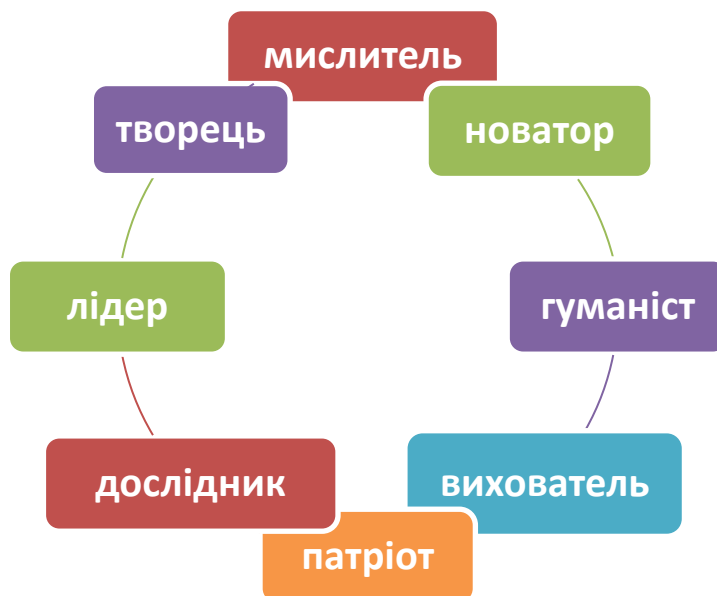 мислитель
творець
новатор
лідер
гуманіст
дослідник
вихователь
патріот